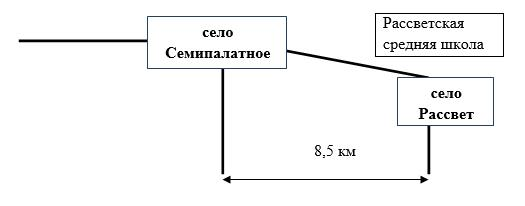 село
Семипалатное
Рассветская
средняя школа
село
Рассвет
8,5 км